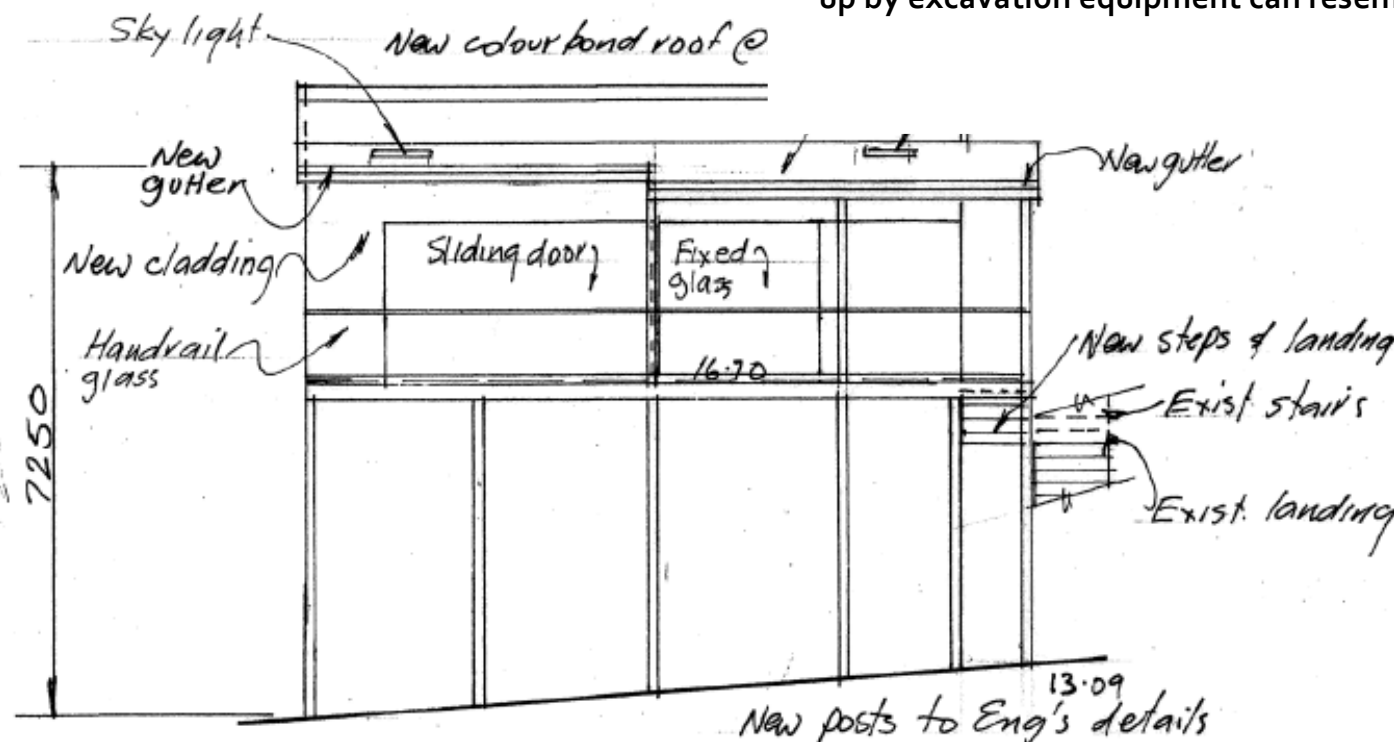 up by excavation equipment can resem
Sky light
New colourbond roof @
New
gutter
New gutter
New cladding
Sliding door
Fixed
glass
Handrail
glass
16.70
New steps & landing
Exist stairs
7250
Exist. landing
13.09
New posts to Eng's details